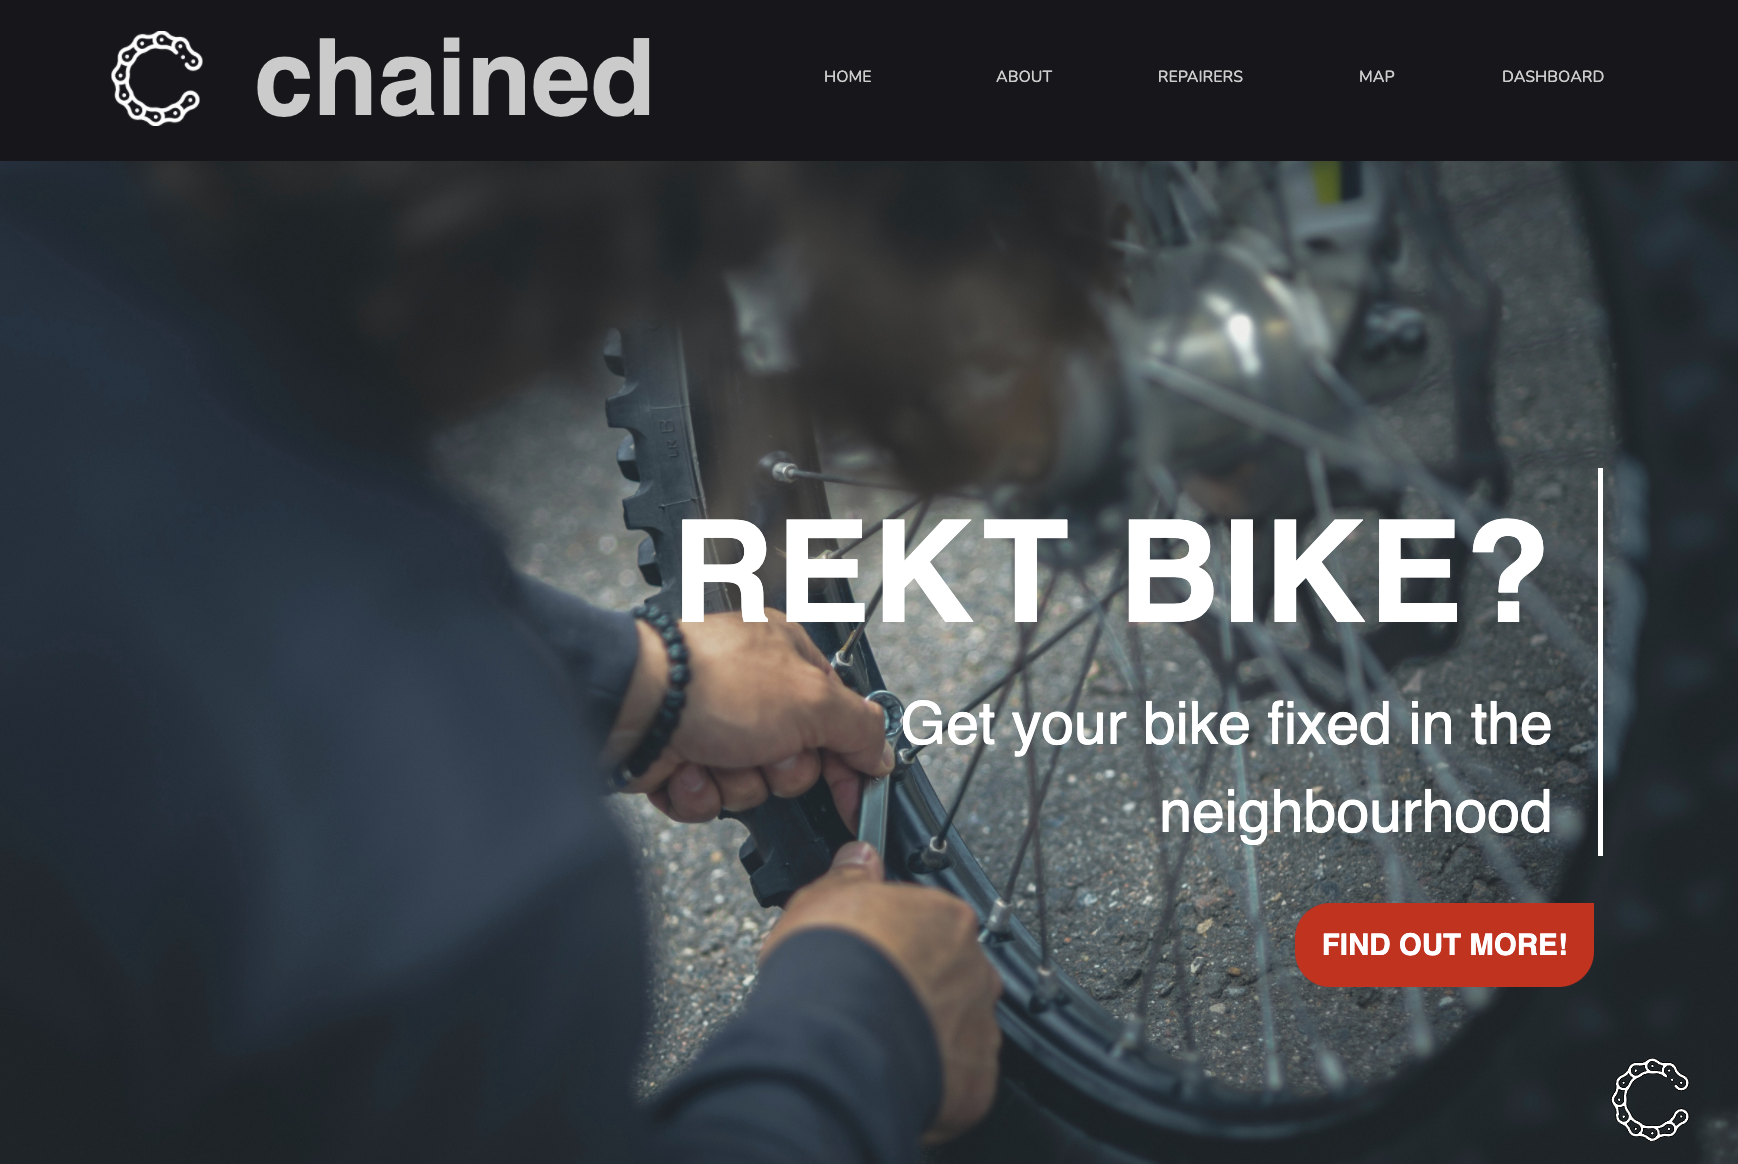 chained
HOME
ABOUT
REPAIRERS
MAP
DASHBOARD
REKT BIKE?
Get your bike fixed in the
neighbourhood
FIND OUT MORE!